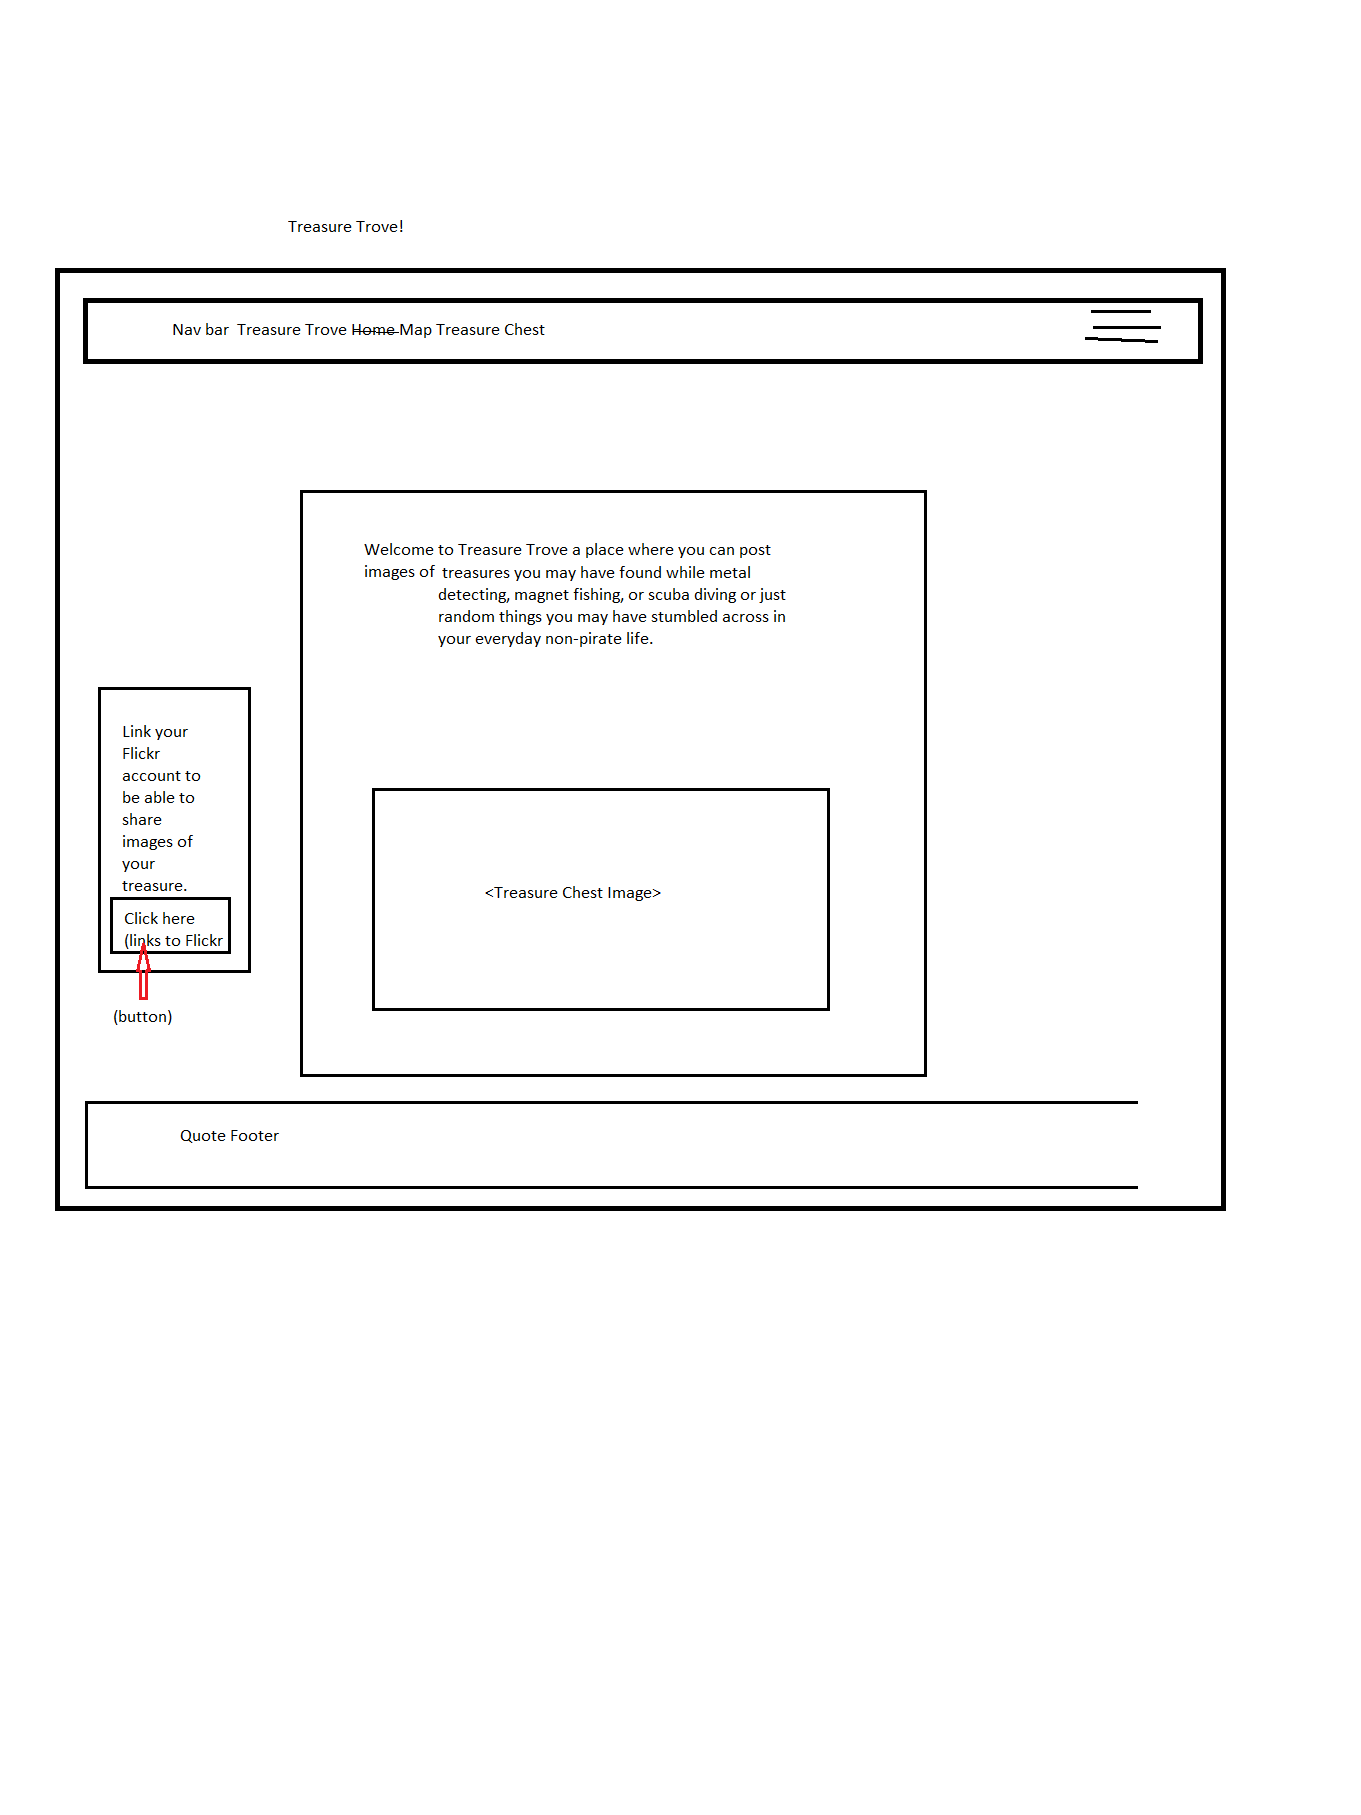 Treasure Trove!
Nav bar  Treasure Trove Home Map Treasure Chest
Welcome to Treasure Trove a place where you can post
images of treasures you may have found while metal
detecting, magnet fishing, or scuba diving or just
random things you may have stumbled across in
your everyday non-pirate life.
Link your
Flickr
account to
be able to
share
images of
your
treasure.
Click here
(links to Flickr
(button)
<Treasure Chest Image>
Quote Footer